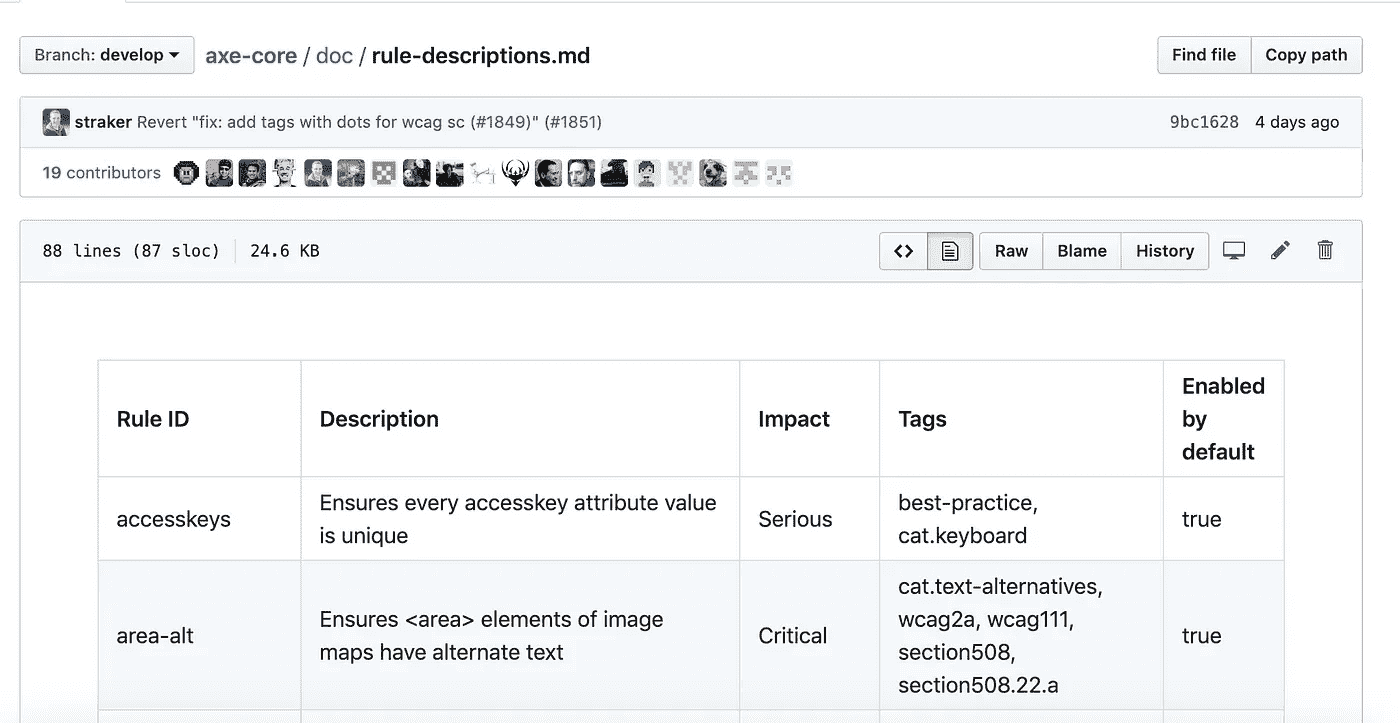 Branch: develop axe-core / doc / rule-descriptions.md Find file Copy path
straker Revert "fix: add tags with dots for wcag sc (#1849)" (#1851) 9bc1628 4 days ago
19 contributors
88 lines (87 sloc) 24.6 KB <> Raw Blame History
Rule ID Description Impact Tags Enabled
by
default
accesskeys Ensures every accesskey attribute value
is unique Serious best-practice,
cat.keyboard true
area-alt Ensures <area> elements of image
maps have alternate text Critical cat.text-alternatives,
wcag2a, wcag111,
section508,
section508.22.a true